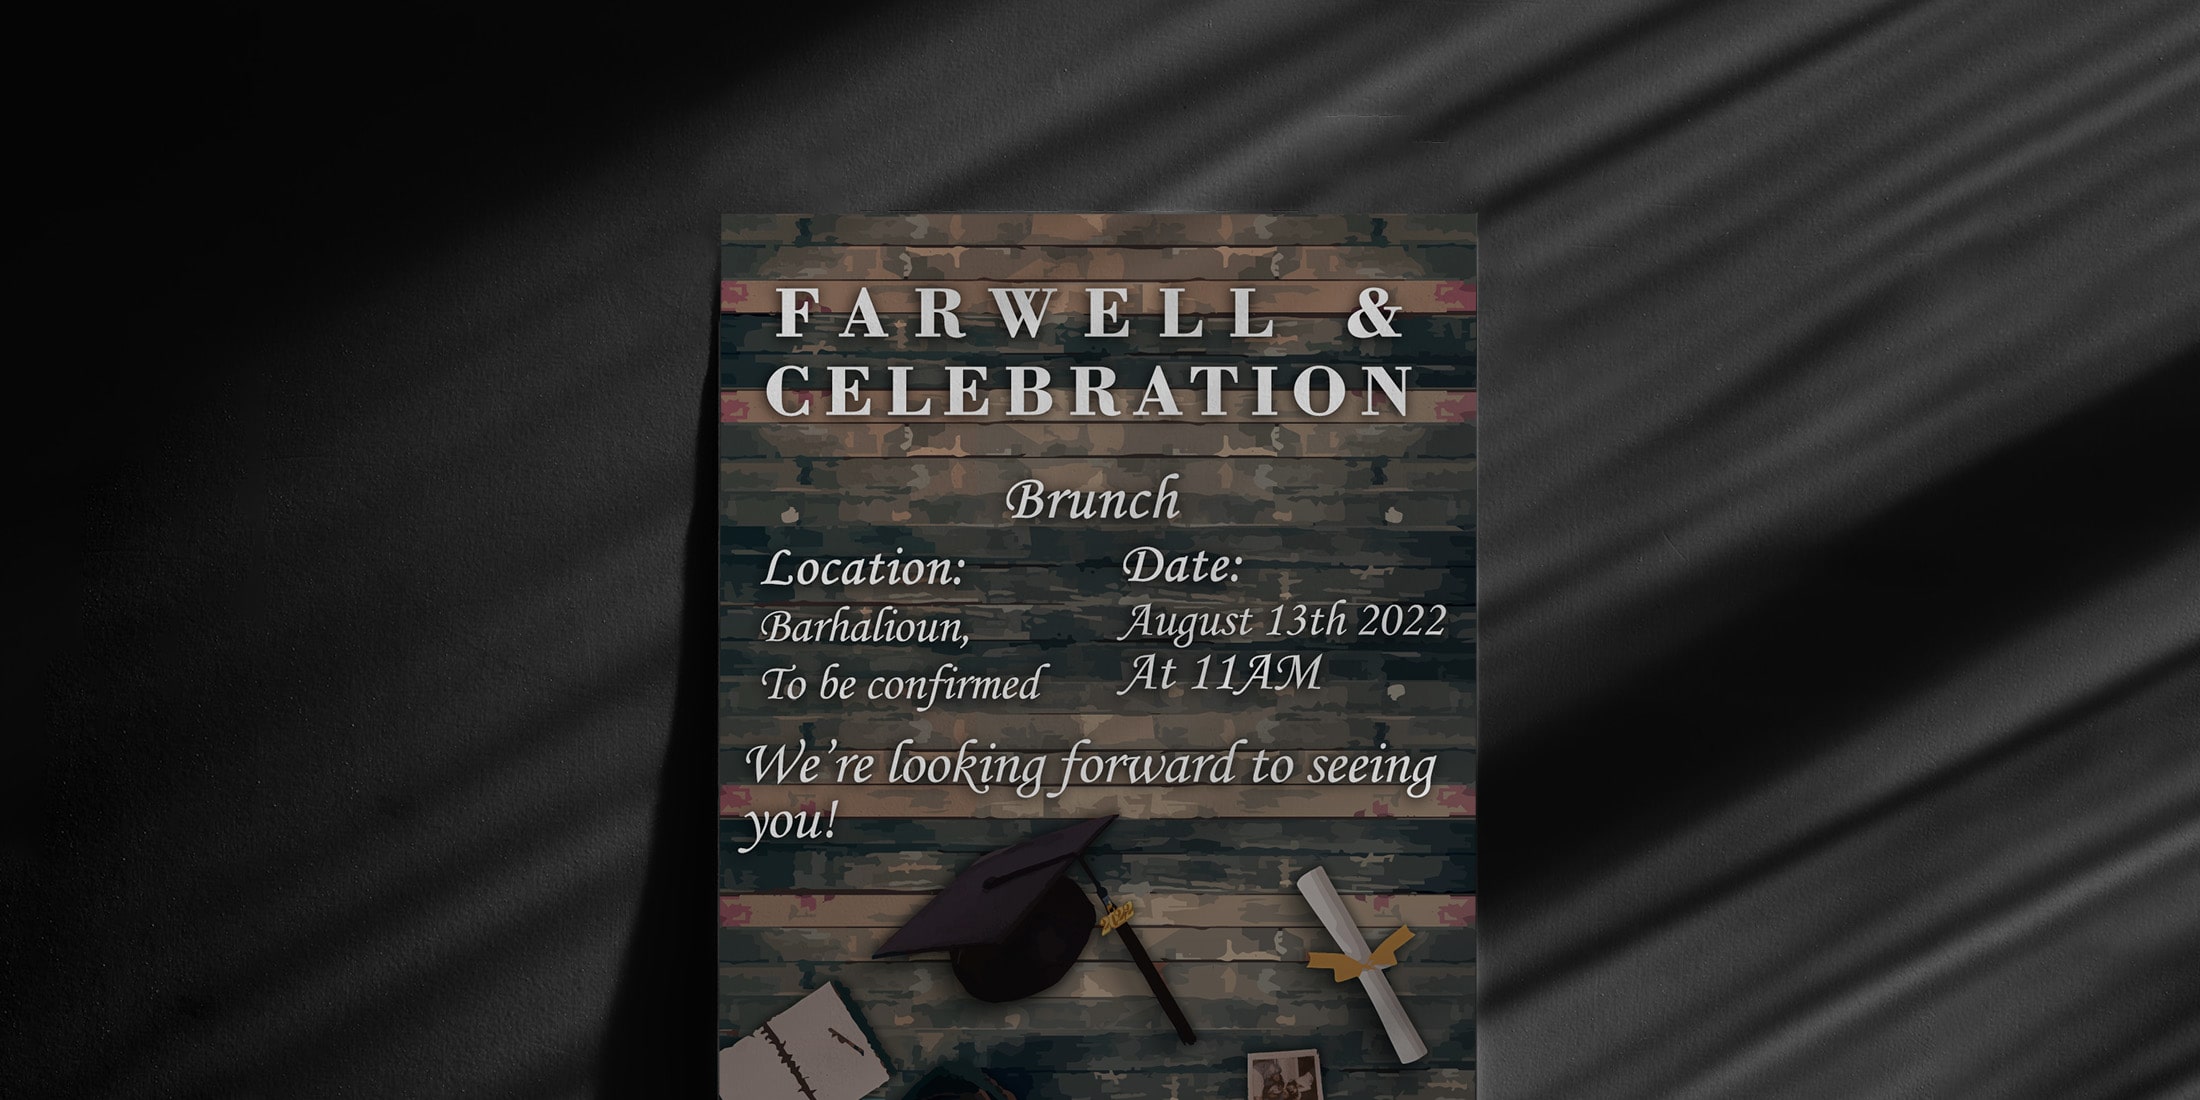 FARWELL &
CELEBRATION
Brunch
Location:
Barhalioun,
To be confirmed
Date:
August 13th 2022
At 11AM
We're looking forward to seeing
you!
2022